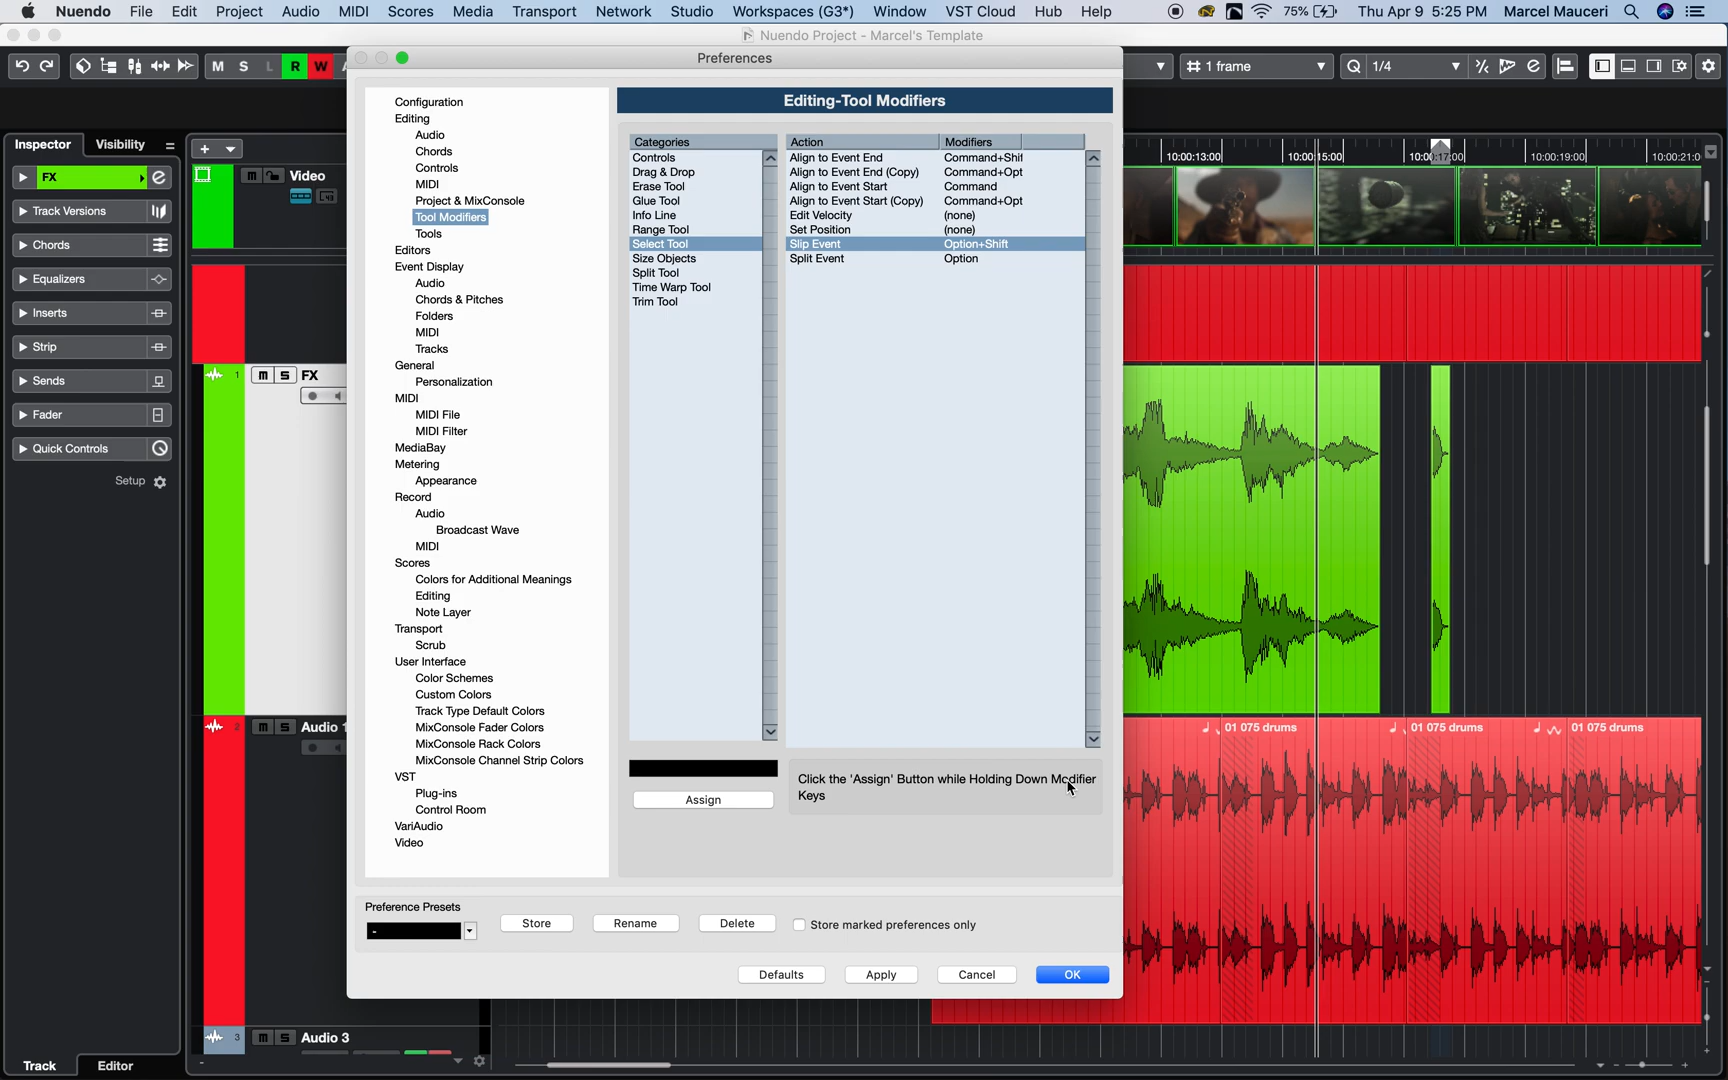 Nuendo File Edit Project Audio MIDI Scores Media Transport Network Studio Workspaces (G3*) Window VST Cloud Hub Help 75% Thu Apr 9 5:25 PM Marcel Mauceri
Nuendo Project - Marcel's Template
M S L R W A
1 frame
Q 1/4
Preferences
Inspector Visibility
FX
Track Versions
Chords
Equalizers
Inserts
Strip
Sends
Fader
Quick Controls
Setup
Track Editor
Video
1 m S FX
2 m S Audio 1
3 m S Audio 3
Configuration
Editing
Audio
Chords
Controls
MIDI
Project & MixConsole
Tool Modifiers
Tools
Editors
Event Display
Audio
Chords & Pitches
Folders
MIDI
Tracks
General
Personalization
MIDI
MIDI File
MIDI Filter
MediaBay
Metering
Appearance
Record
Audio
Broadcast Wave
MIDI
Scores
Colors for Additional Meanings
Editing
Note Layer
Transport
Scrub
User Interface
Color Schemes
Custom Colors
Track Type Default Colors
MixConsole Fader Colors
MixConsole Rack Colors
MixConsole Channel Strip Colors
VST
Plug-ins
Control Room
VariAudio
Video
Editing-Tool Modifiers
Categories
Controls
Drag & Drop
Erase Tool
Glue Tool
Info Line
Range Tool
Select Tool
Size Objects
Split Tool
Time Warp Tool
Trim Tool
Action Modifiers
Align to Event End Command+Shif
Align to Event End (Copy) Command+Opt
Align to Event Start Command
Align to Event Start (Copy) Command+Opt
Edit Velocity (none)
Set Position (none)
Slip Event Option+Shift
Split Event Option
Assign
Click the 'Assign' Button while Holding Down Modifier
Keys
Preference Presets
-
Store Rename Delete Store marked preferences only
Defaults Apply Cancel OK
10:00:13:00 10:00:15:00 10:00:17:00 10:00:19:00 10:00:21:0
01 075 drums 01 075 drums 01 075 drums